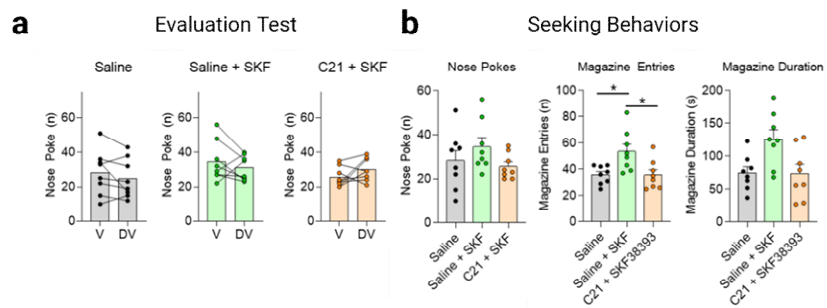 a Evaluation Test
Saline
Saline + SKF
C21 + SKF
Nose Poke (n)
60
40
20
0
V DV
Nose Poke (n)
60
40
20
0
V DV
Nose Poke (n)
60
40
20
0
V DV
b Seeking Behaviors
Nose Pokes
Nose Poke (n)
60
40
20
0
Saline
Saline + SKF
C21 + SKF
Magazine Entries
Magazine Entries (n)
100
80
60
40
20
0
* *
Saline
Saline + SKF
C21 + SKF38393
Magazine Duration
Magazine Duration (s)
200
150
100
50
0
Saline
Saline + SKF
C21 + SKF38393